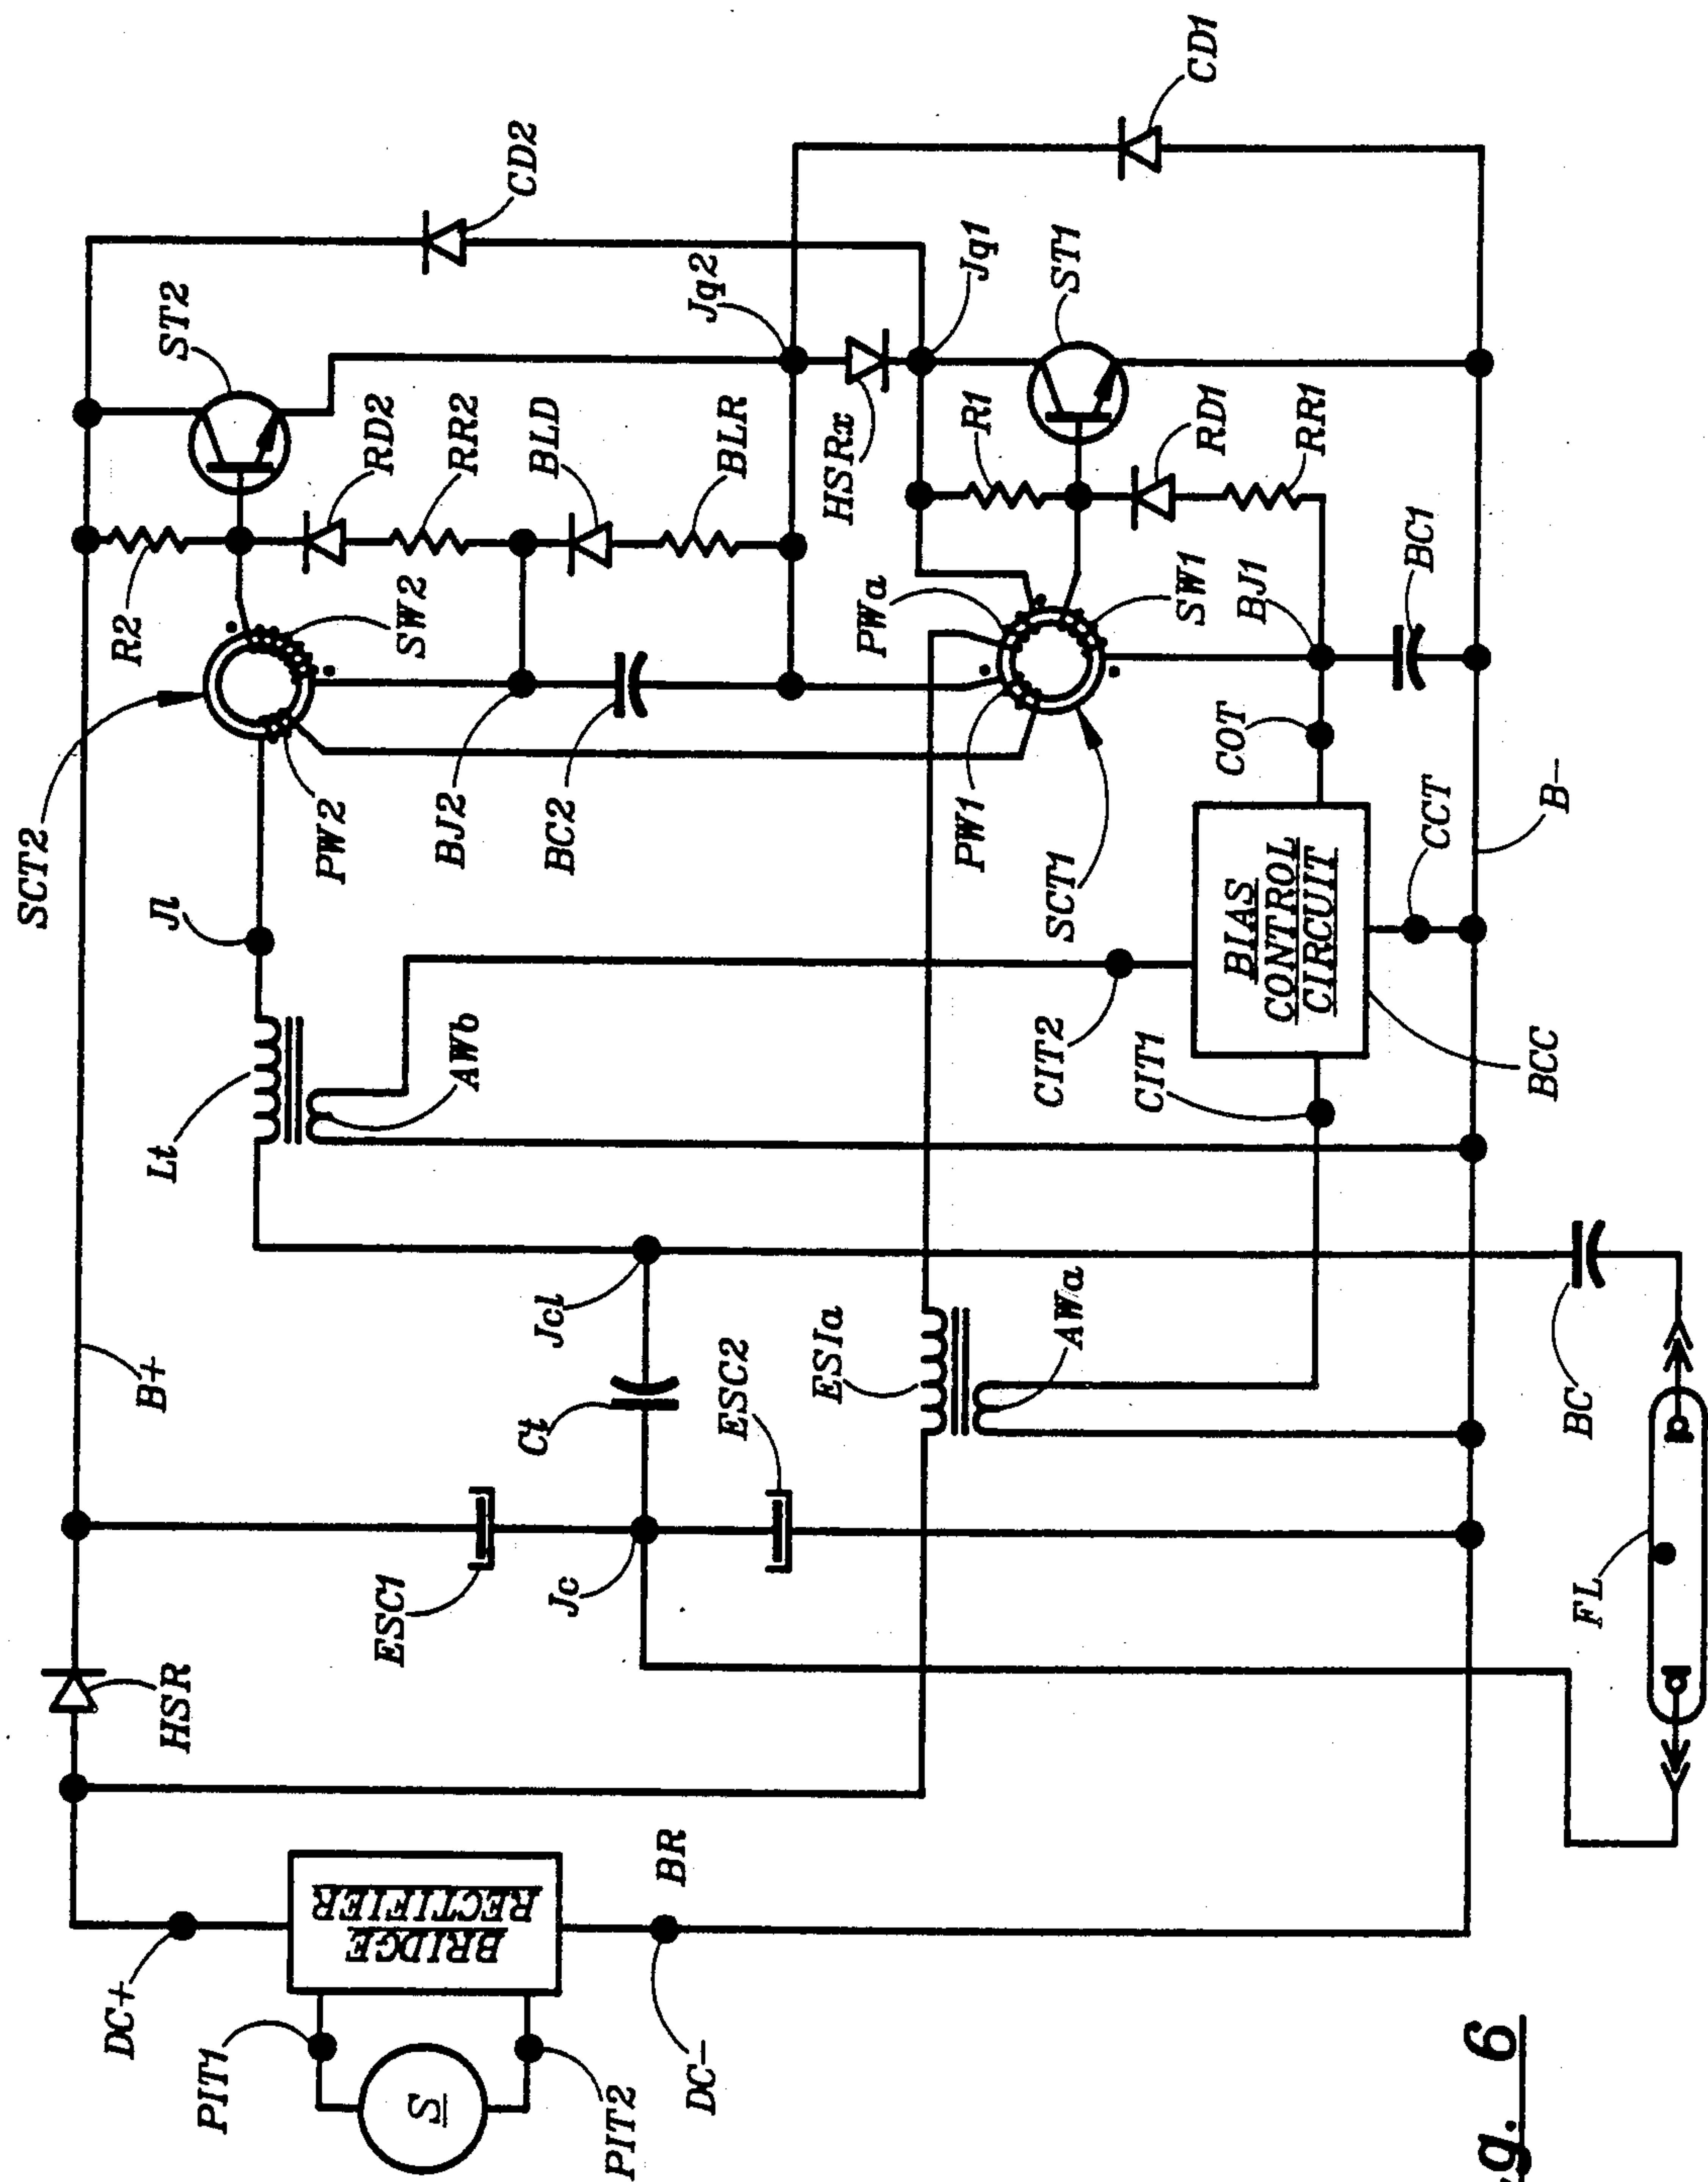 SCT2
R2
ST2
CD2
RD2
RR2
SW2
BLD
BLR
Jq2
CD1
HSRx
Jq1
ST1
R1
RD1
RR1
PWa
SW1
BJ1
BC1
PW2
BJ2
BC2
PW1
SCT1
COT
CCT
B-
BIAS
CONTROL
CIRCUIT
CIT2
CIT1
BCC
Jl
Lt
AWb
B+
Jcl
Ct
ESC2
ESIa
AWa
BC
ESC1
Jc
FL
HSR
DC+
BRIDGE
RECTIFIER
BR
PIT1
S
PIT2
DC-
g. 6